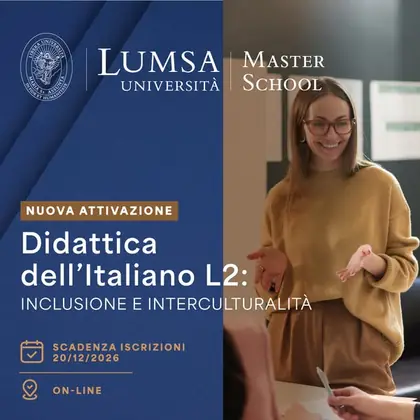 LUMSA
UNIVERSITÀ
MASTER
SCHOOL
NUOVA ATTIVAZIONE
Didattica
dell'Italiano L2:
INCLUSIONE E INTERCULTURALITÀ
SCADENZA ISCRIZIONI
20/12/2026
ON-LINE